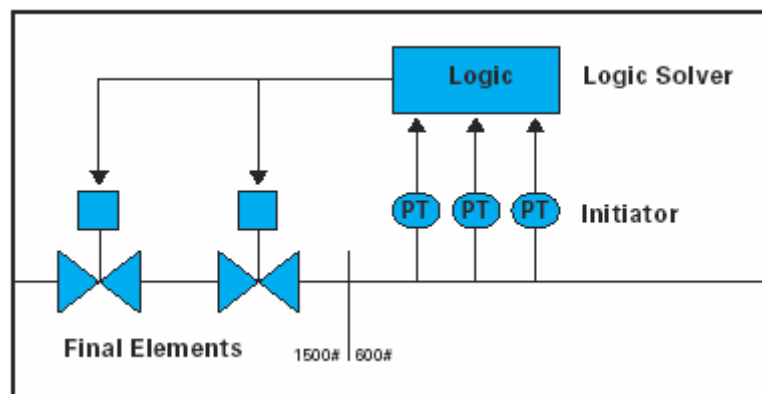 Logic
Logic Solver
PT
PT
PT
Initiator
Final Elements
1500#
600#